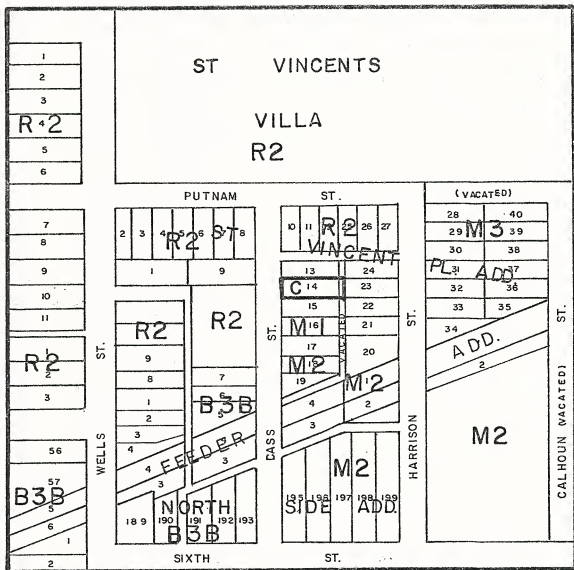 ST VINCENTS
VILLA
R2
1
2
3
R2 4
5
6
PUTNAM ST.
(VACATED)
7
8
9
10
11
2 3 4 5 6 7 8
R2 ST
1 9
10 11 25 26 27
R2
VINCENT
28 40
29 M3 39
30 38
PL. 31 ADD. 37
32 36
33 35
34
ADD.
2
13 24
C 14 23
15 22
M1 16 21
17
M2 18 20
19 M2
VACATED
4
3 2
R2
9
8
1
2
3
4
4
3
R2
7
B3B 6
5
3
FEEDER
R2 1
2
3
WELLS ST.
CASS ST.
HARRISON ST.
CALHOUN (VACATED) ST.
56
57
B3B
5
6
1
2
NORTH
189 190 191 192 193
B3B
M2
195 196 197 198 199
SIDE ADD.
M2
SIXTH ST.